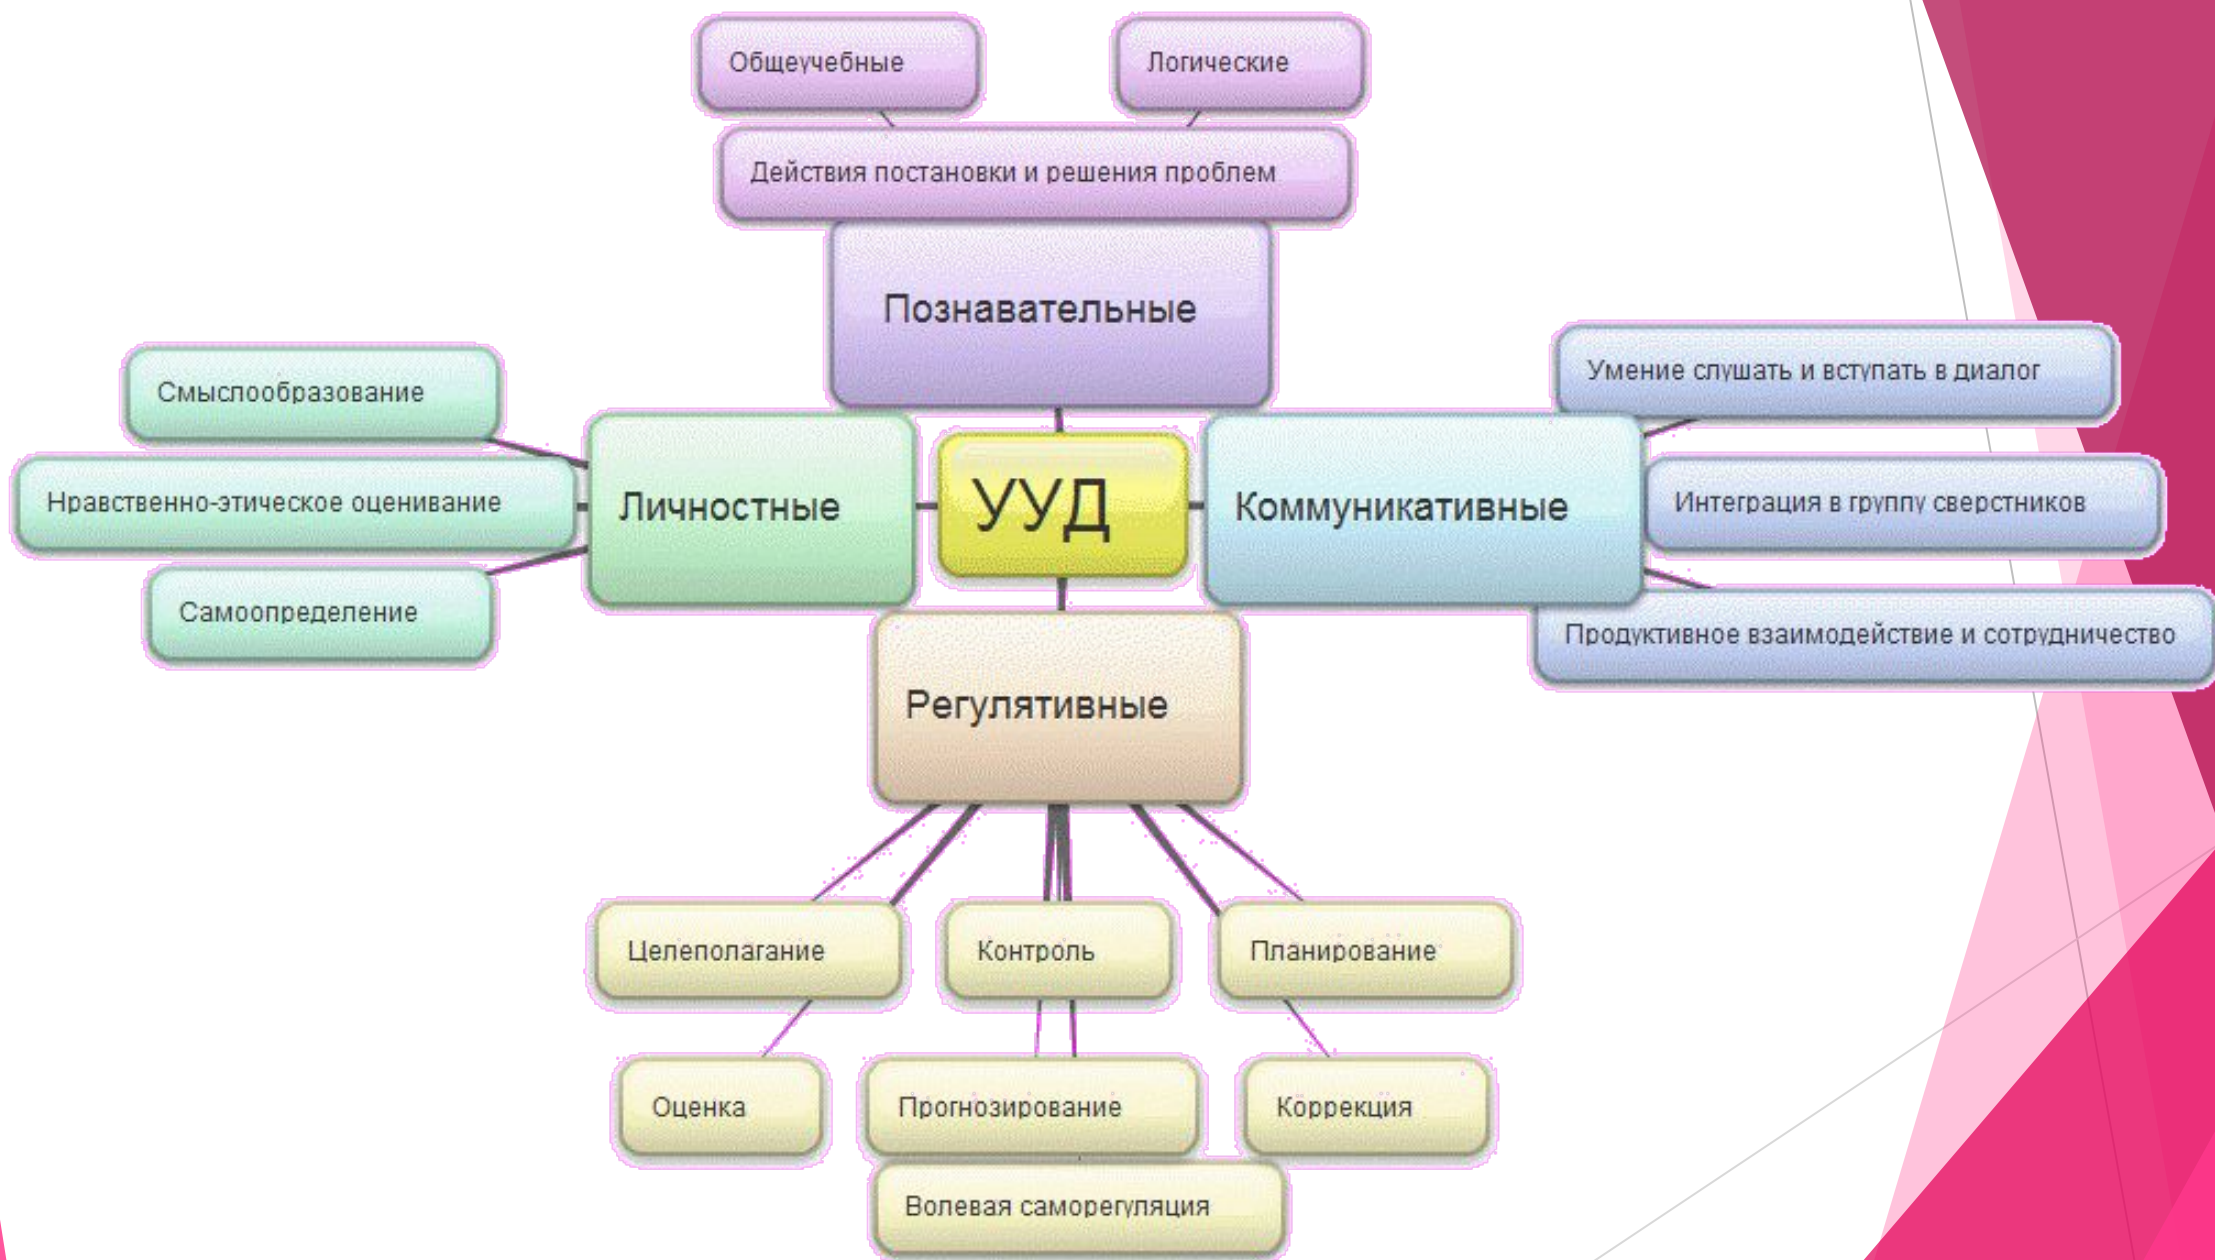 Общеучебные
Логические
Действия постановки и решения проблем
Познавательные
Умение слушать и вступать в диалог
Смыслообразование
Нравственно-этическое оценивание
Личностные
УУД
Коммуникативные
Интеграция в группу сверстников
Самоопределение
Продуктивное взаимодействие и сотрудничество
Регулятивные
Целеполагание
Контроль
Планирование
Оценка
Прогнозирование
Коррекция
Волевая саморегуляция